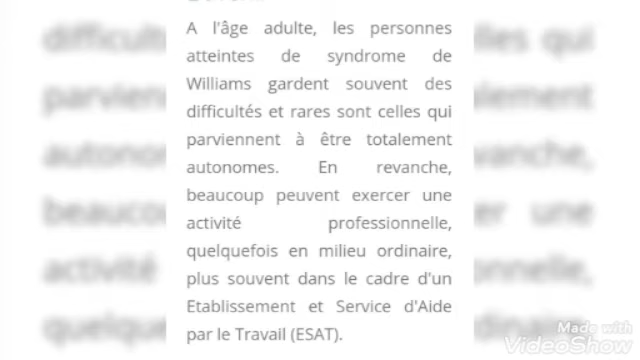 A l'âge adulte, les personnes
atteintes de syndrome de
Williams gardent souvent des
difficultés et rares sont celles qui
parviennent à être totalement
autonomes. En revanche,
beaucoup peuvent exercer une
activité professionnelle,
quelquefois en milieu ordinaire,
plus souvent dans le cadre d'un
Etablissement et Service d'Aide
par le Travail (ESAT).
Made with
VideoShow